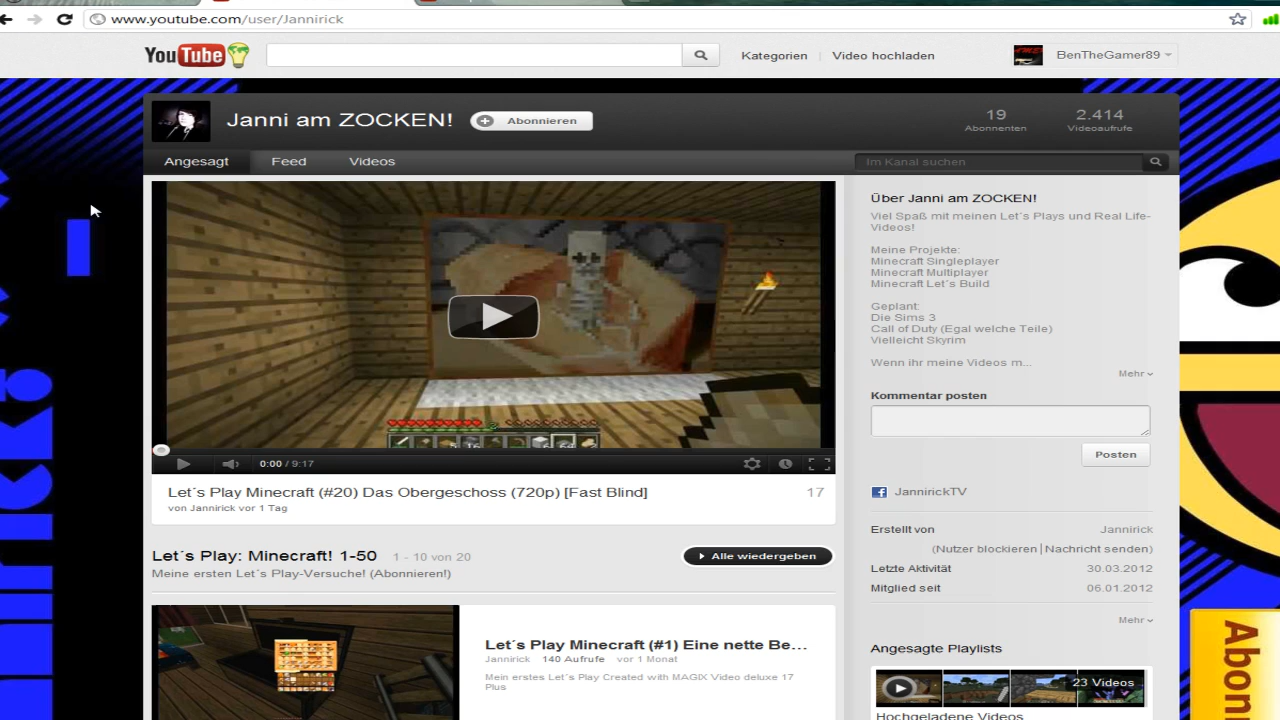 www.youtube.com/user/Jannirick
YouTube
Kategorien | Video hochladen
BenTheGamer89
Janni am ZOCKEN!
Abonnieren
19
Abonnenten
2.414
Videoaufrufe
Angesagt Feed Videos
Im Kanal suchen
0:00 / 9:17
Let´s Play Minecraft (#20) Das Obergeschoss (720p) [Fast Blind]
17
von Jannirick vor 1 Tag
Let´s Play: Minecraft! 1-50 1 - 10 von 20
Alle wiedergeben
Meine ersten Let´s Play-Versuche! (Abonnieren!)
Let´s Play Minecraft (#1) Eine nette Be...
Jannirick 140 Aufrufe vor 1 Monat
Mein erstes Let´s Play Created with MAGIX Video deluxe 17
Plus
Über Janni am ZOCKEN!
Viel Spaß mit meinen Let´s Plays und Real Life-
Videos!
Meine Projekte:
Minecraft Singleplayer
Minecraft Multiplayer
Minecraft Let´s Build
Geplant:
Die Sims 3
Call of Duty (Egal welche Teile)
Vielleicht Skyrim
Wenn ihr meine Videos m...
Mehr
Kommentar posten
Posten
JannirickTV
Erstellt von Jannirick
(Nutzer blockieren | Nachricht senden)
Letzte Aktivität 30.03.2012
Mitglied seit 06.01.2012
Mehr
Angesagte Playlists
23 Videos
Hochgeladene Videos
Abon